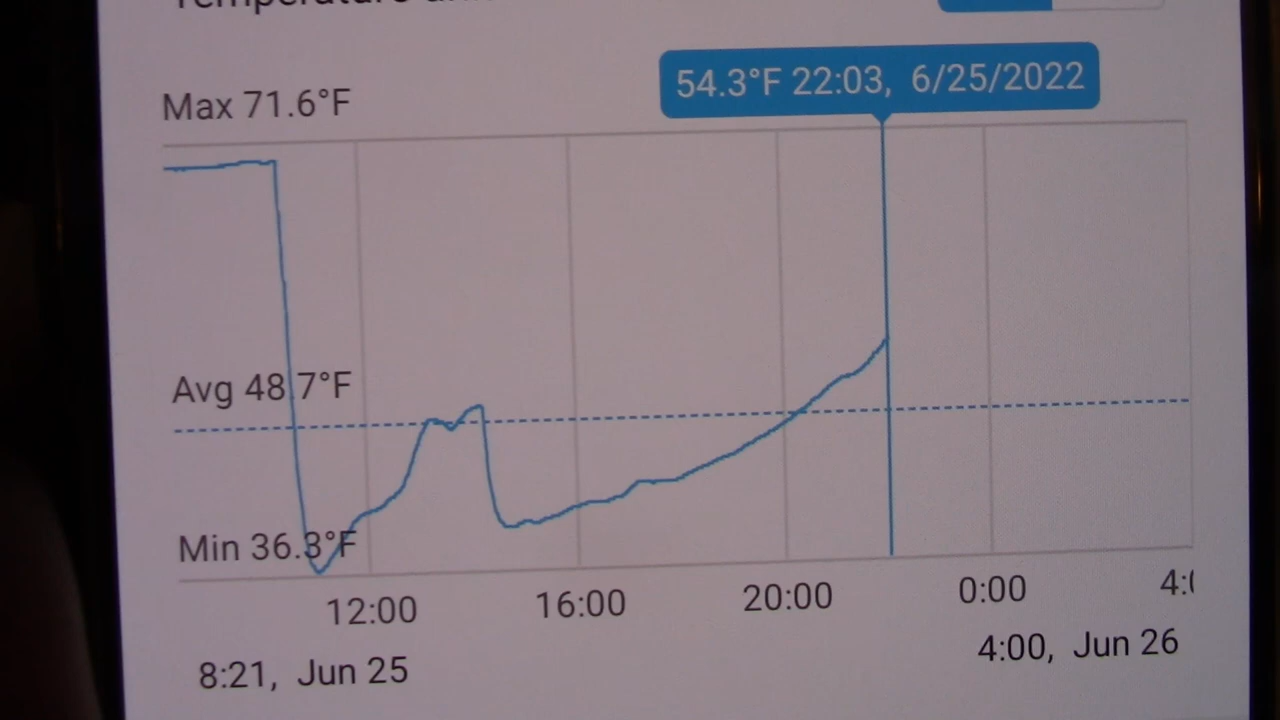 Temperature
54.3°F 22:03, 6/25/2022
Max 71.6°F
Avg 48.7°F
Min 36.3°F
12:00 16:00 20:00 0:00
8:21, Jun 25 4:00, Jun 26